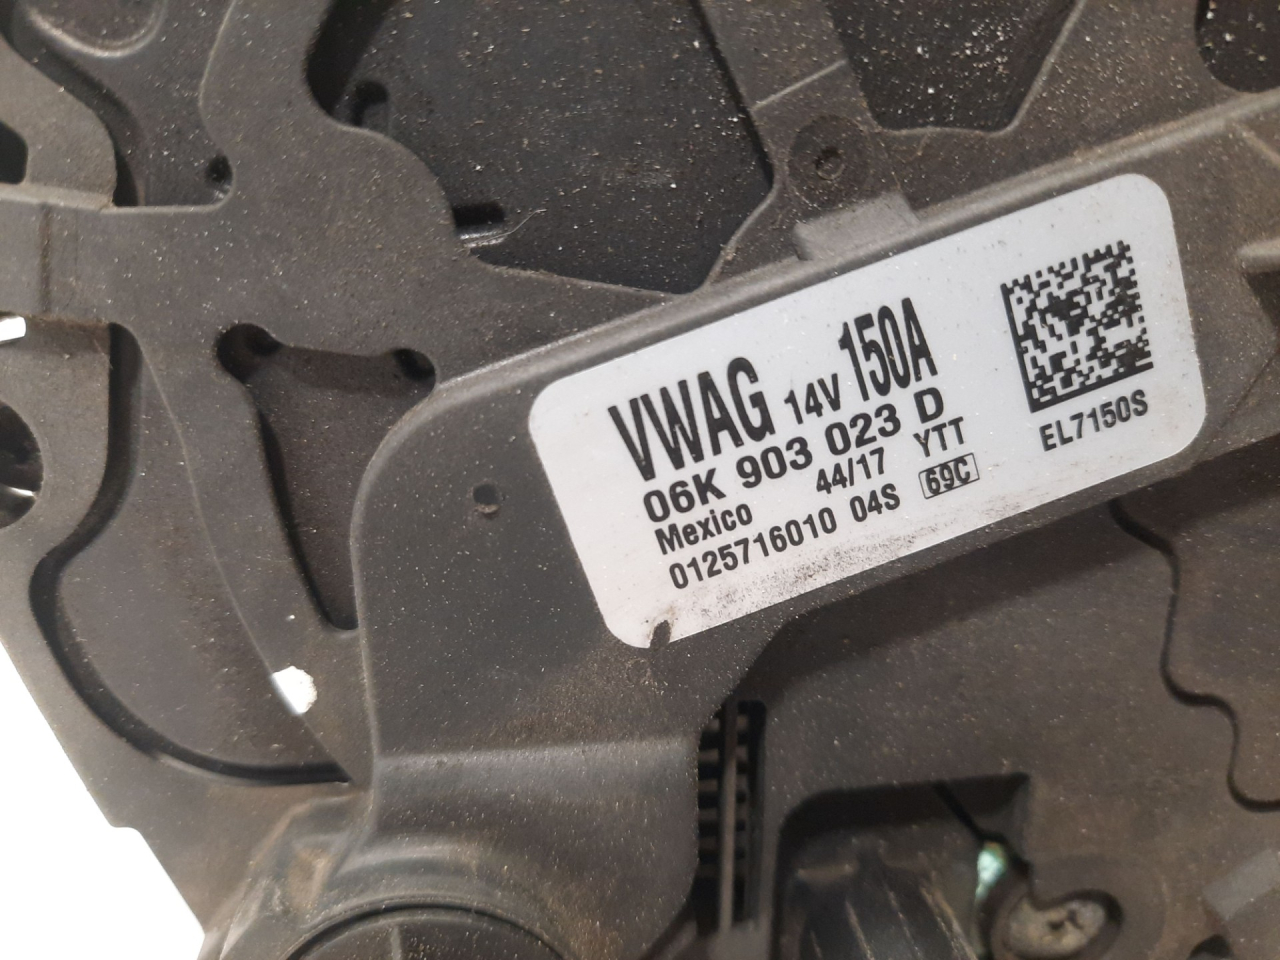 VWAG 14V 150A
06K 903 023 D
Mexico 44/17 YTT
0125716010 04S 69C
EL7150S